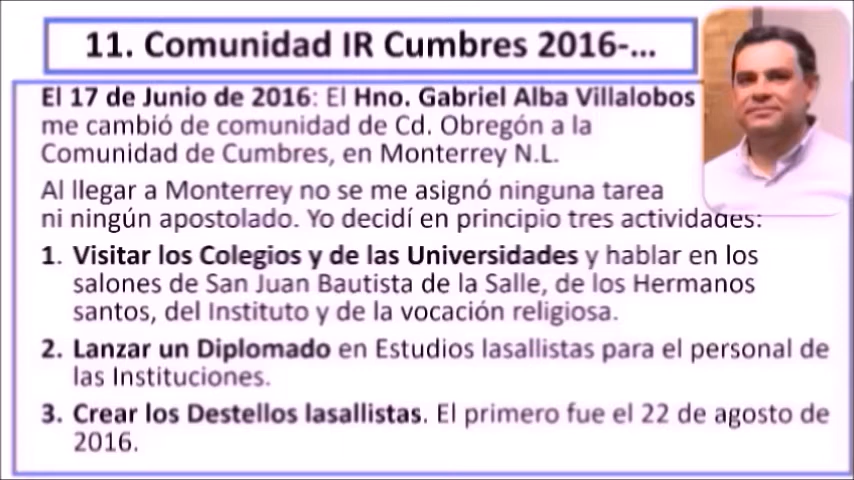 11. Comunidad IR Cumbres 2016-...
El 17 de Junio de 2016: El Hno. Gabriel Alba Villalobos
me cambió de comunidad de Cd. Obregón a la
Comunidad de Cumbres, en Monterrey N.L.
Al llegar a Monterrey no se me asignó ninguna tarea
ni ningún apostolado. Yo decidí en principio tres actividades:
1. Visitar los Colegios y de las Universidades y hablar en los
salones de San Juan Bautista de la Salle, de los Hermanos
santos, del Instituto y de la vocación religiosa.
2. Lanzar un Diplomado en Estudios lasallistas para el personal de
las Instituciones.
3. Crear los Destellos lasallistas. El primero fue el 22 de agosto de
2016.